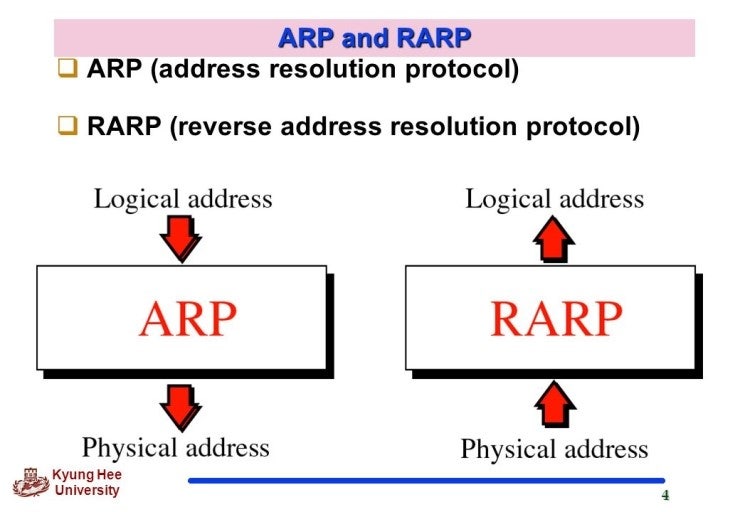 ARP and RARP
ARP (address resolution protocol)
RARP (reverse address resolution protocol)
Logical address
ARP
Physical address
Logical address
RARP
Physical address
Kyung Hee
University
4